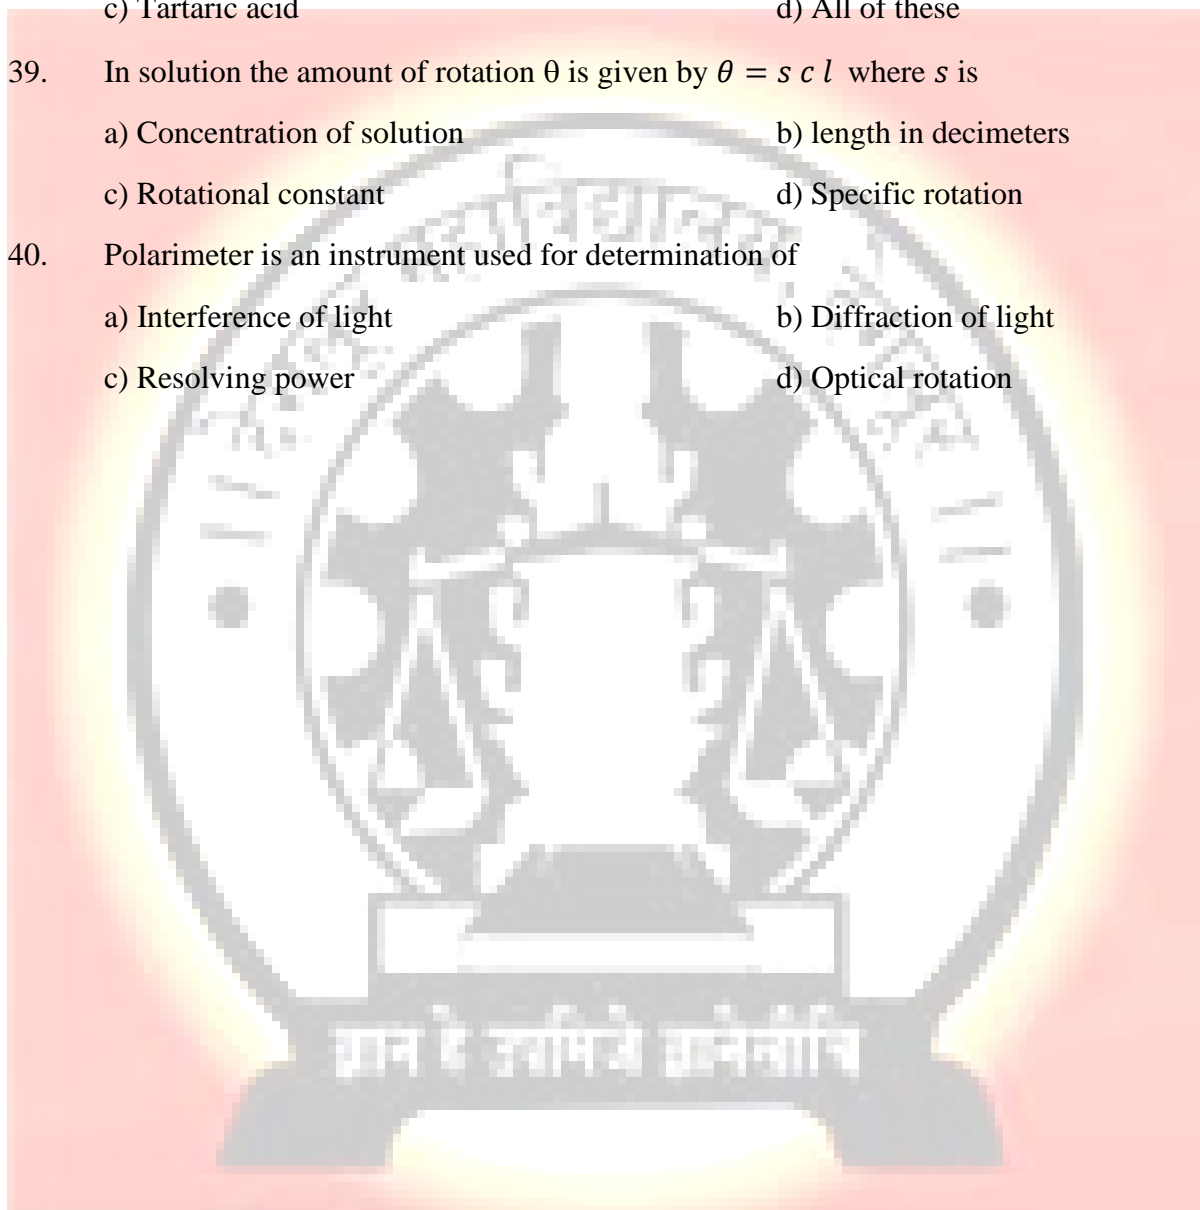 c) Tartaric acid d) All of these
39. In solution the amount of rotation θ is given by θ = s c l where s is
a) Concentration of solution b) length in decimeters
c) Rotational constant d) Specific rotation
40. Polarimeter is an instrument used for determination of
a) Interference of light b) Diffraction of light
c) Resolving power d) Optical rotation